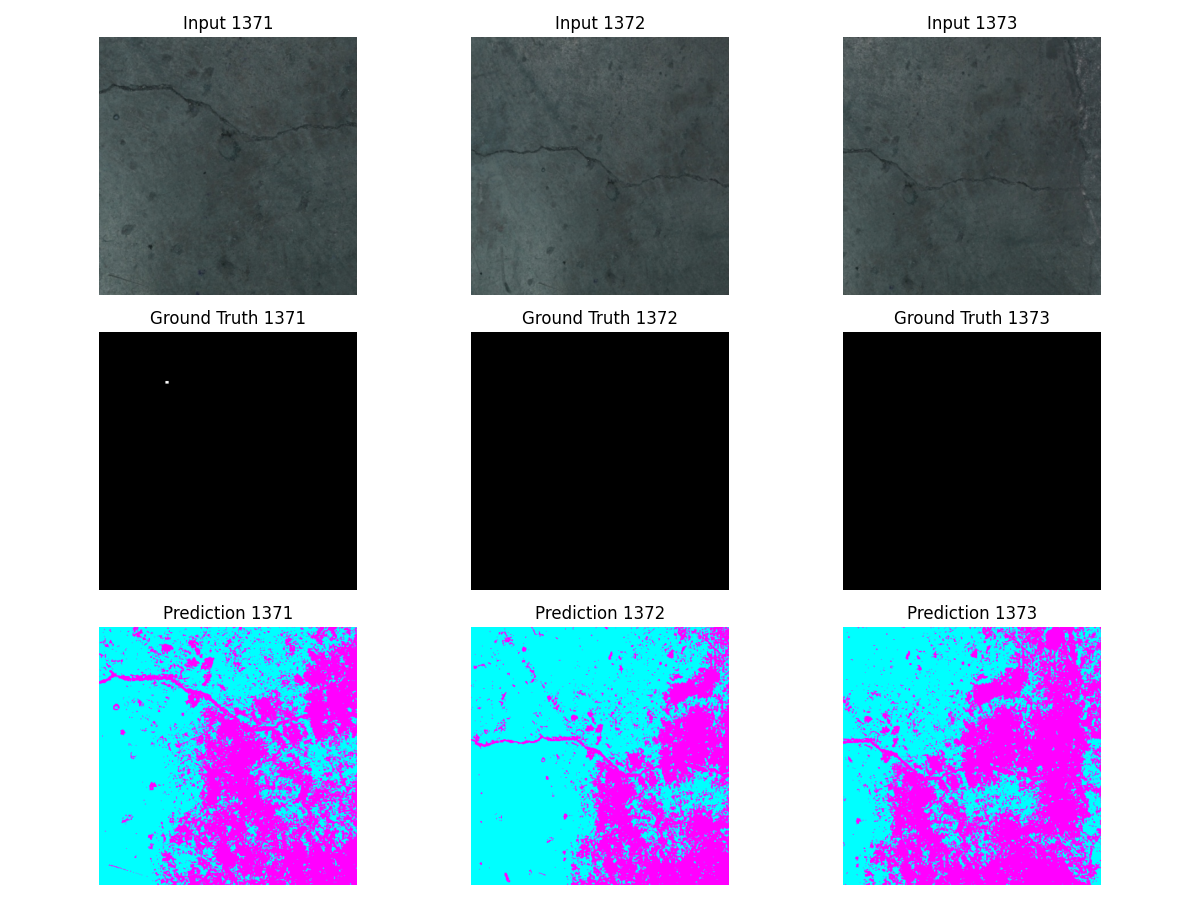 Input 1371
Input 1372
Input 1373
Ground Truth 1371
Ground Truth 1372
Ground Truth 1373
Prediction 1371
Prediction 1372
Prediction 1373